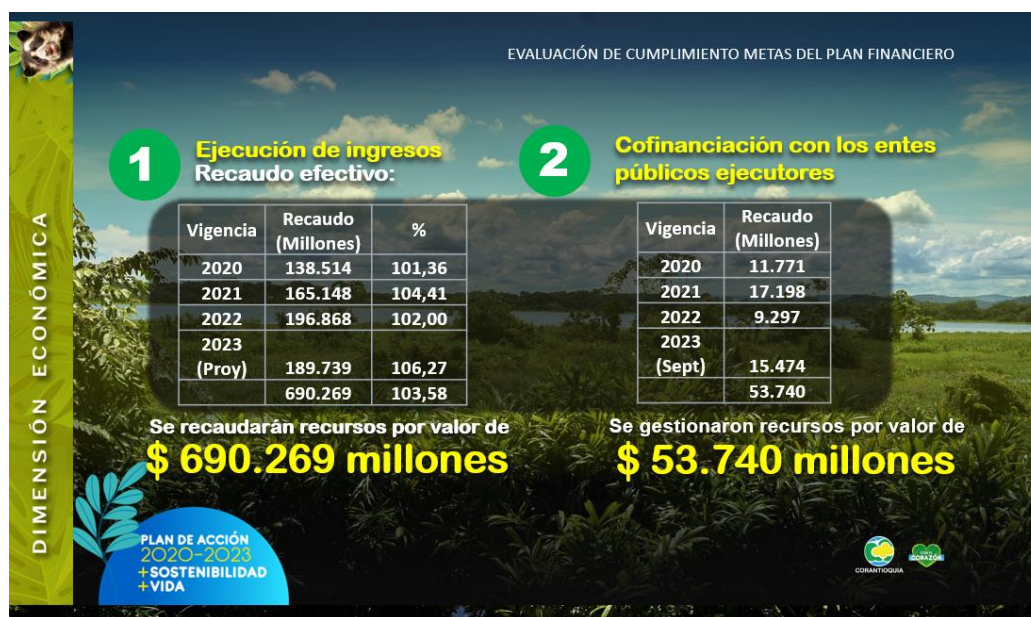 EVALUACIÓN DE CUMPLIMIENTO METAS DEL PLAN FINANCIERO
DIMENSIÓN ECONÓMICA
1
Ejecución de ingresos
Recaudo efectivo:
Vigencia Recaudo (Millones) %
2020 138.514 101,36
2021 165.148 104,41
2022 196.868 102,00
2023 (Proy) 189.739 106,27
690.269 103,58
Se recaudarán recursos por valor de
$ 690.269 millones
2
Cofinanciación con los entes
públicos ejecutores
Vigencia Recaudo (Millones)
2020 11.771
2021 17.198
2022 9.297
2023 (Sept) 15.474
53.740
Se gestionaron recursos por valor de
$ 53.740 millones
PLAN DE ACCIÓN
2020-2023
+SOSTENIBILIDAD
+VIDA
CORANTIOQUIA
CORAZÓN